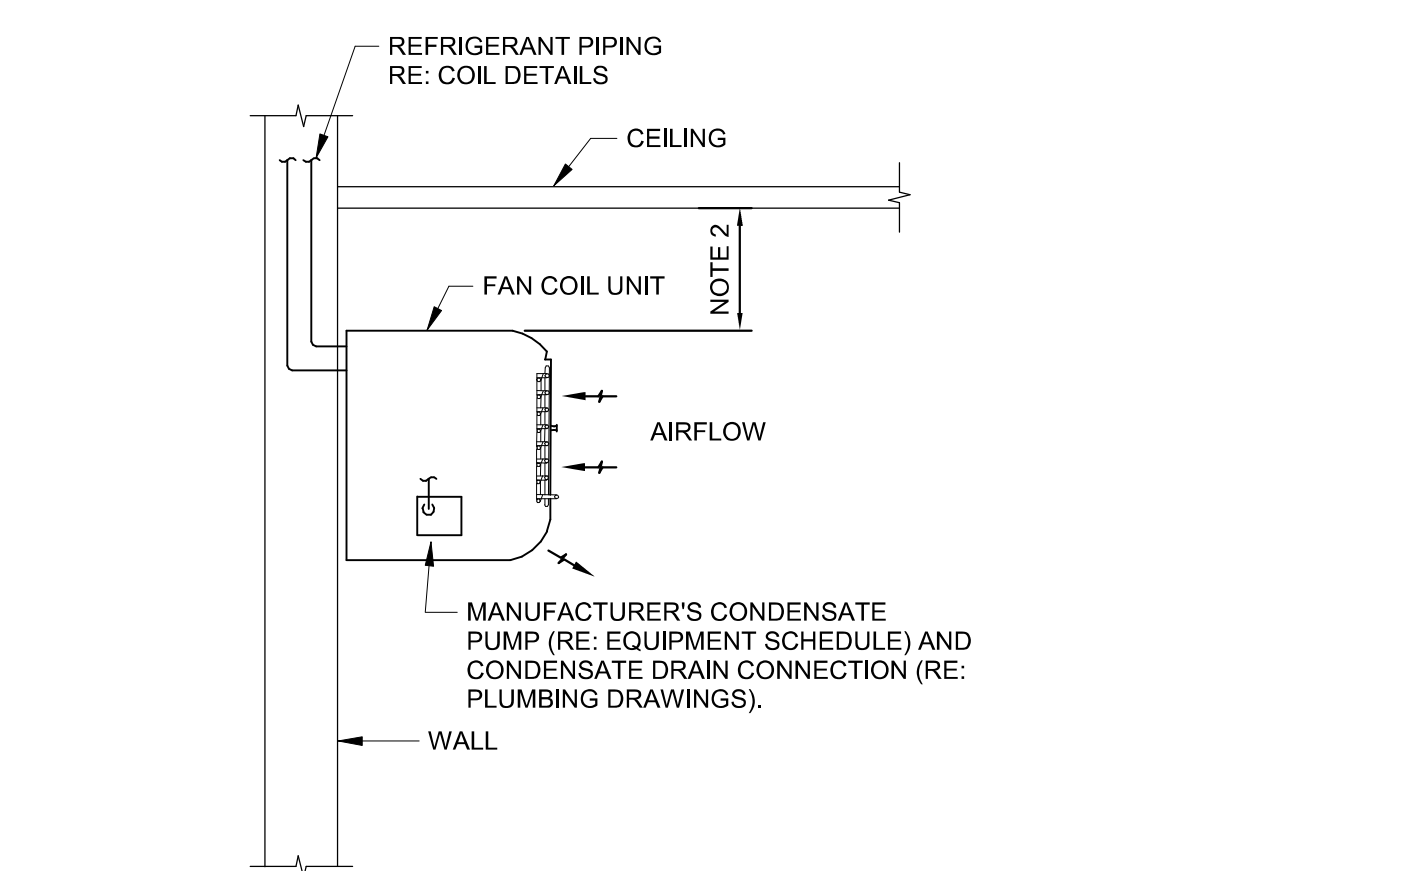 REFRIGERANT PIPING
RE: COIL DETAILS
CEILING
NOTE 2
FAN COIL UNIT
AIRFLOW
MANUFACTURER'S CONDENSATE
PUMP (RE: EQUIPMENT SCHEDULE) AND
CONDENSATE DRAIN CONNECTION (RE:
PLUMBING DRAWINGS).
WALL